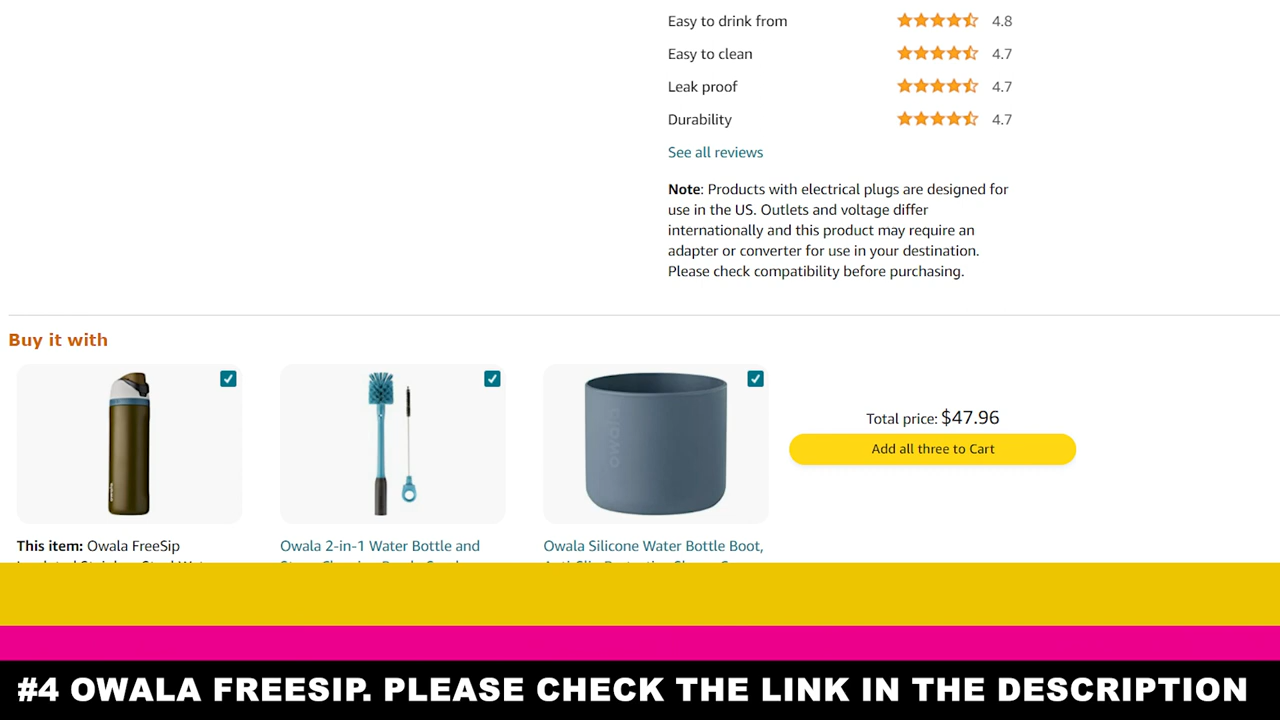 Easy to drink from 4.8
Easy to clean 4.7
Leak proof 4.7
Durability 4.7
See all reviews
Note: Products with electrical plugs are designed for
use in the US. Outlets and voltage differ
internationally and this product may require an
adapter or converter for use in your destination.
Please check compatibility before purchasing.
Buy it with
owala
Total price: $47.96
Add all three to Cart
This item: Owala FreeSip
Owala 2-in-1 Water Bottle and
Owala Silicone Water Bottle Boot,
#4 OWALA FREESIP. PLEASE CHECK THE LINK IN THE DESCRIPTION